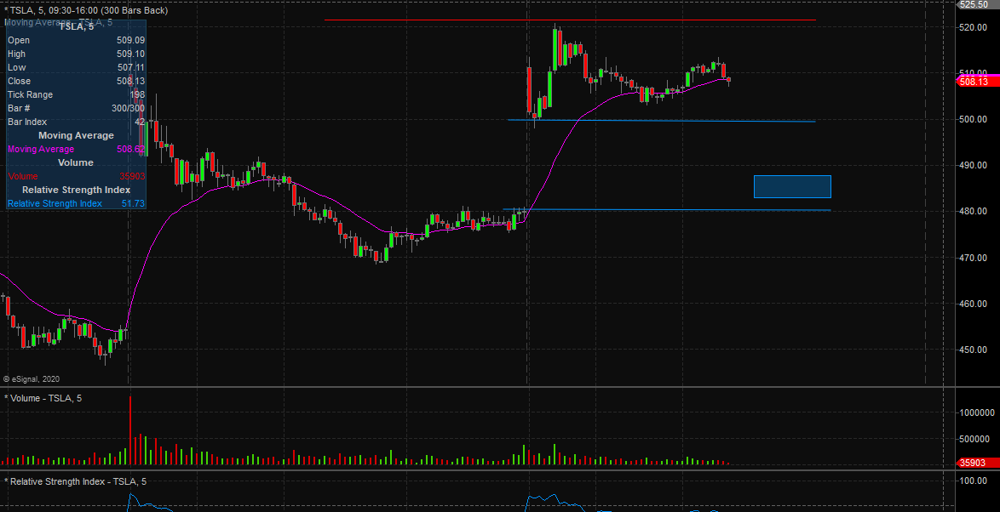 * TSLA, 5, 09:30-16:00 (300 Bars Back)
Moving Average - TSLA, 5
TSLA, 5
Open 509.09
High 509.10
Low 507.11
Close 508.13
Tick Range 198
Bar # 300/300
Bar Index 42
Moving Average
Moving Average 508.62
Volume
Volume 35903
Relative Strength Index
Relative Strength Index 51.73
525.50
520.00
510.00
508.13
500.00
490.00
480.00
470.00
460.00
450.00
© eSignal, 2020
* Volume - TSLA, 5
1000000
500000
35903
* Relative Strength Index - TSLA, 5
100.00